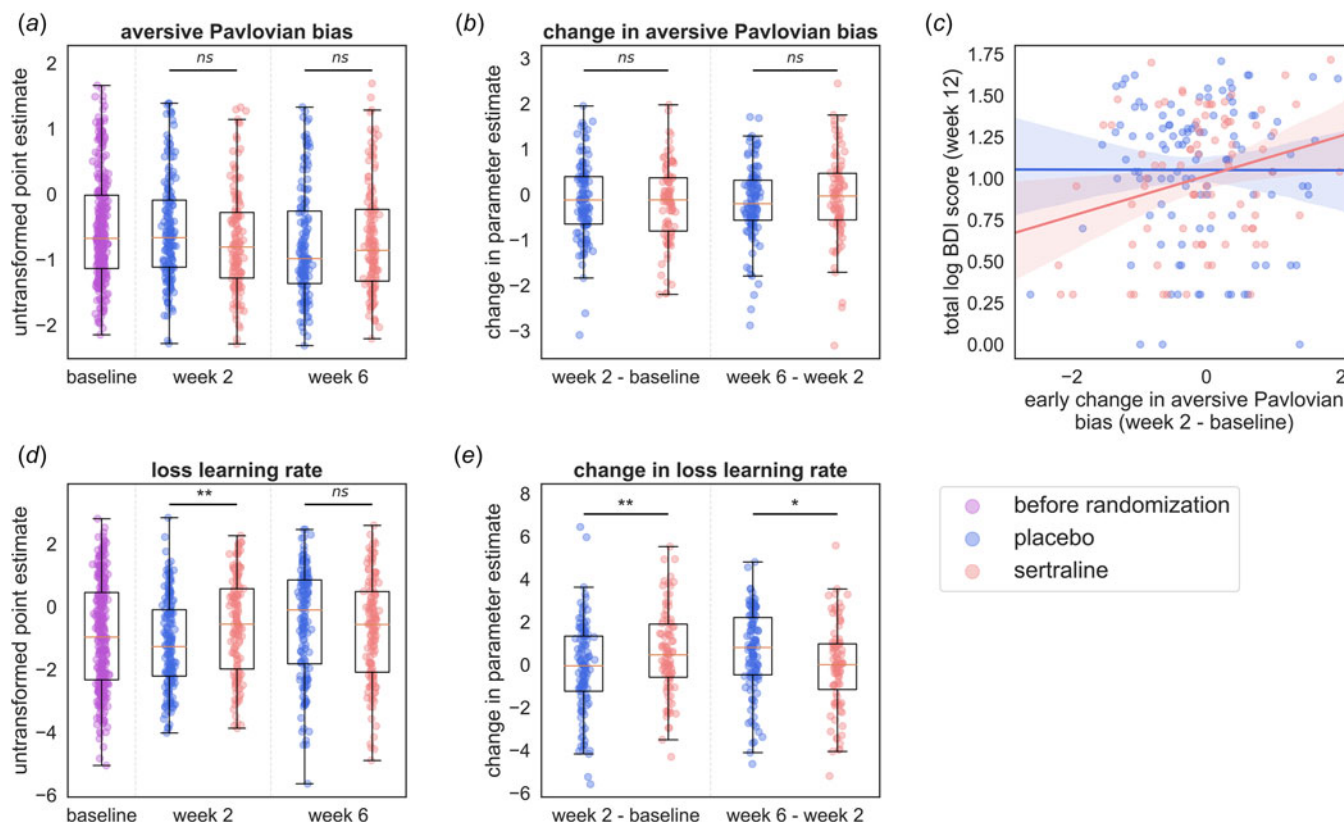 (a)
aversive Pavlovian bias
untransformed point estimate
2
1
0
−1
−2
ns
ns
baseline
week 2
week 6
(b)
change in aversive Pavlovian bias
change in parameter estimate
3
2
1
0
−1
−2
−3
ns
ns
week 2 - baseline
week 6 - week 2
(c)
total log BDI score (week 12)
1.75
1.50
1.25
1.00
0.75
0.50
0.25
0.00
−2
0
2
early change in aversive Pavlovian
bias (week 2 - baseline)
(d)
loss learning rate
untransformed point estimate
2
0
−2
−4
−6
**
ns
baseline
week 2
week 6
(e)
change in loss learning rate
change in parameter estimate
8
6
4
2
0
−2
−4
−6
**
*
week 2 - baseline
week 6 - week 2
before randomization
placebo
sertraline